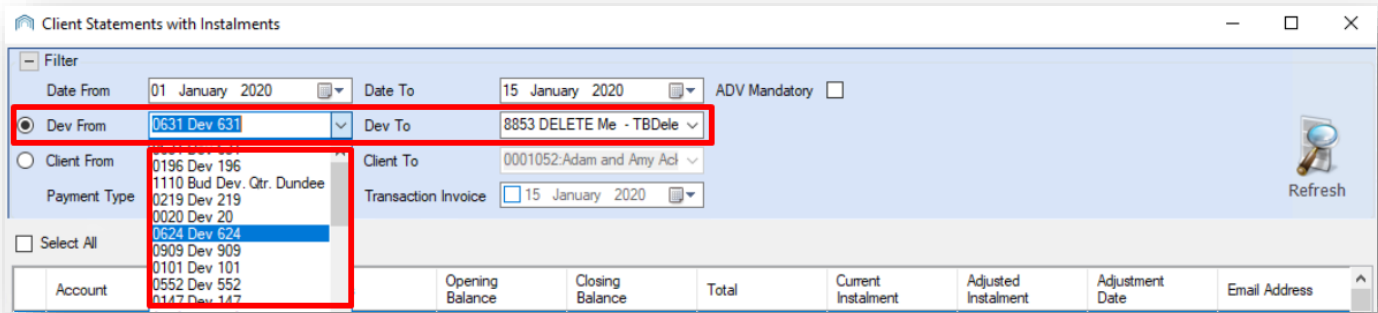 Client Statements with Instalments
Filter
Date From 01 January 2020 Date To 15 January 2020 ADV Mandatory
Dev From 0631 Dev 631 Dev To 8853 DELETE Me - TBDele
Client From Client To 0001052:Adam and Amy Ack
0196 Dev 196
1110 Bud Dev. Qtr. Dundee
Payment Type Transaction Invoice 15 January 2020
0219 Dev 219
0020 Dev 20
0624 Dev 624
0909 Dev 909
0101 Dev 101
0552 Dev 552
0147 Dev 147
Refresh
Select All
Account Opening Balance Closing Balance Total Current Instalment Adjusted Instalment Adjustment Date Email Address